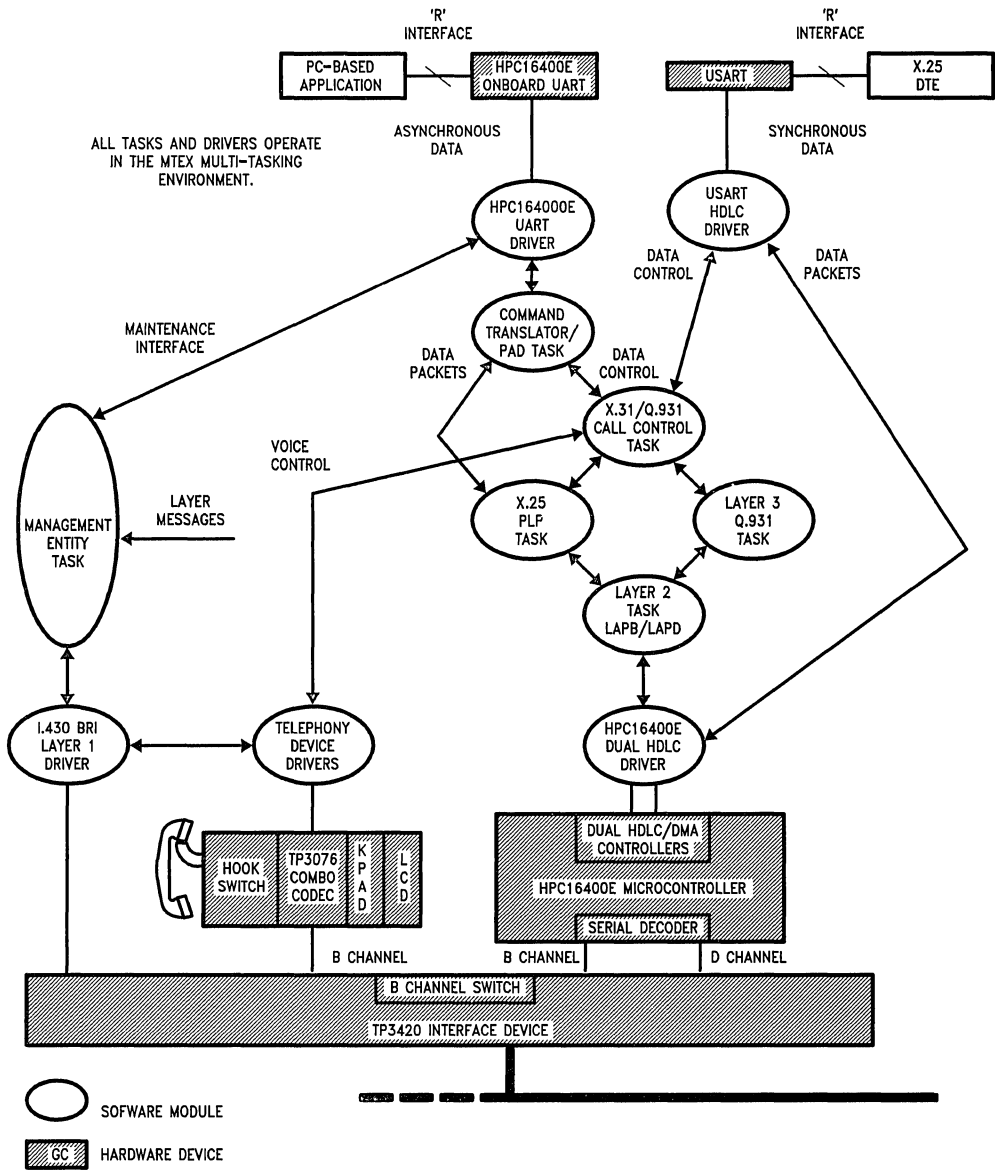 'R'
INTERFACE
'R'
INTERFACE
PC-BASED
APPLICATION
HPC16400E
ONBOARD UART
USART
X.25
DTE
ASYNCHRONOUS
DATA
SYNCHRONOUS
DATA
ALL TASKS AND DRIVERS OPERATE
IN THE MTEX MULTI-TASKING
ENVIRONMENT.
HPC164000E
UART
DRIVER
USART
HDLC
DRIVER
DATA
CONTROL
DATA
PACKETS
COMMAND
TRANSLATOR/
PAD TASK
MAINTENANCE
INTERFACE
DATA
PACKETS
DATA
CONTROL
X.31/Q.931
CALL CONTROL
TASK
VOICE
CONTROL
LAYER
MESSAGES
MANAGEMENT
ENTITY
TASK
X.25
PLP
TASK
LAYER 3
Q.931
TASK
LAYER 2
TASK
LAPB/LAPD
I.430 BRI
LAYER 1
DRIVER
TELEPHONY
DEVICE
DRIVERS
HPC16400E
DUAL HDLC
DRIVER
HOOK
SWITCH
TP3076
COMBO
CODEC
KPAD
LCD
DUAL HDLC/DMA
CONTROLLERS
HPC16400E MICROCONTROLLER
SERIAL DECODER
B CHANNEL
B CHANNEL
D CHANNEL
B CHANNEL SWITCH
TP3420 INTERFACE DEVICE
SOFWARE MODULE
GC
HARDWARE DEVICE